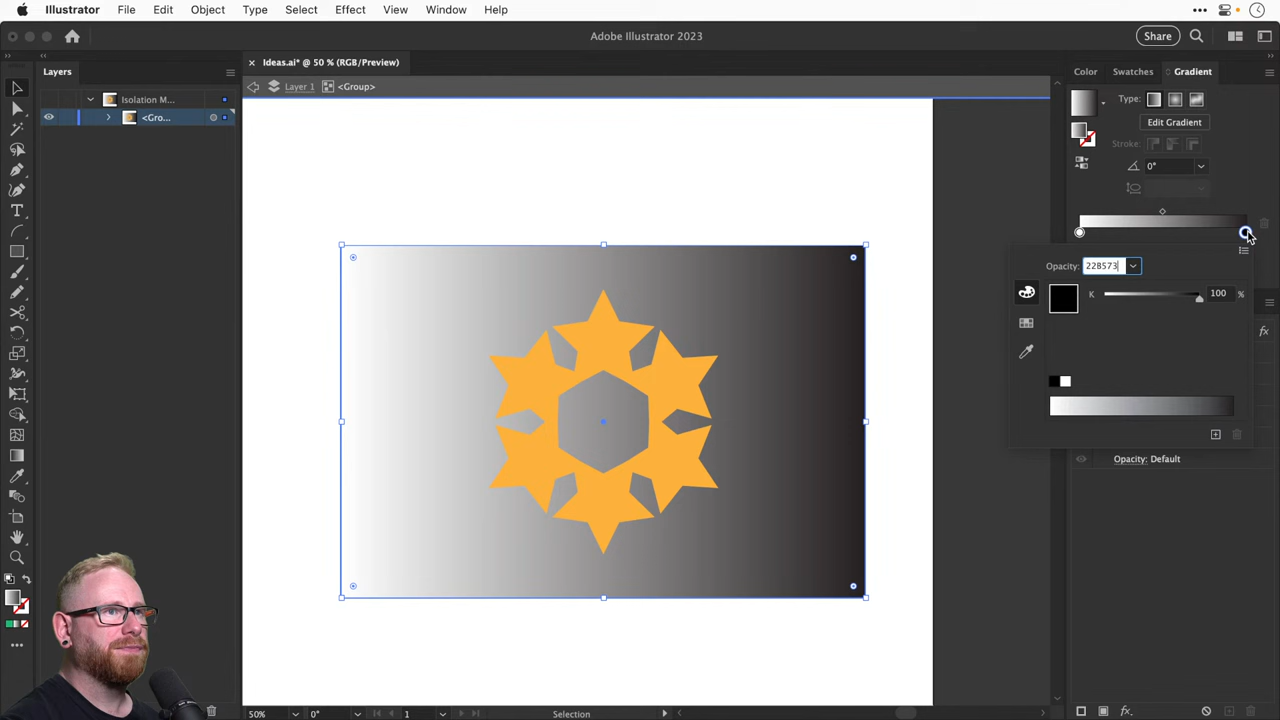 Illustrator File Edit Object Type Select Effect View Window Help
Adobe Illustrator 2023
Share
Layers
Ideas.ai* @ 50 % (RGB/Preview)
Color Swatches Gradient
Layer 1 <Group>
Isolation M...
<Gro...
Type:
Edit Gradient
Stroke:
0°
Opacity: 22B573
K 100 %
Opacity: Default
50% 0° 1 Selection